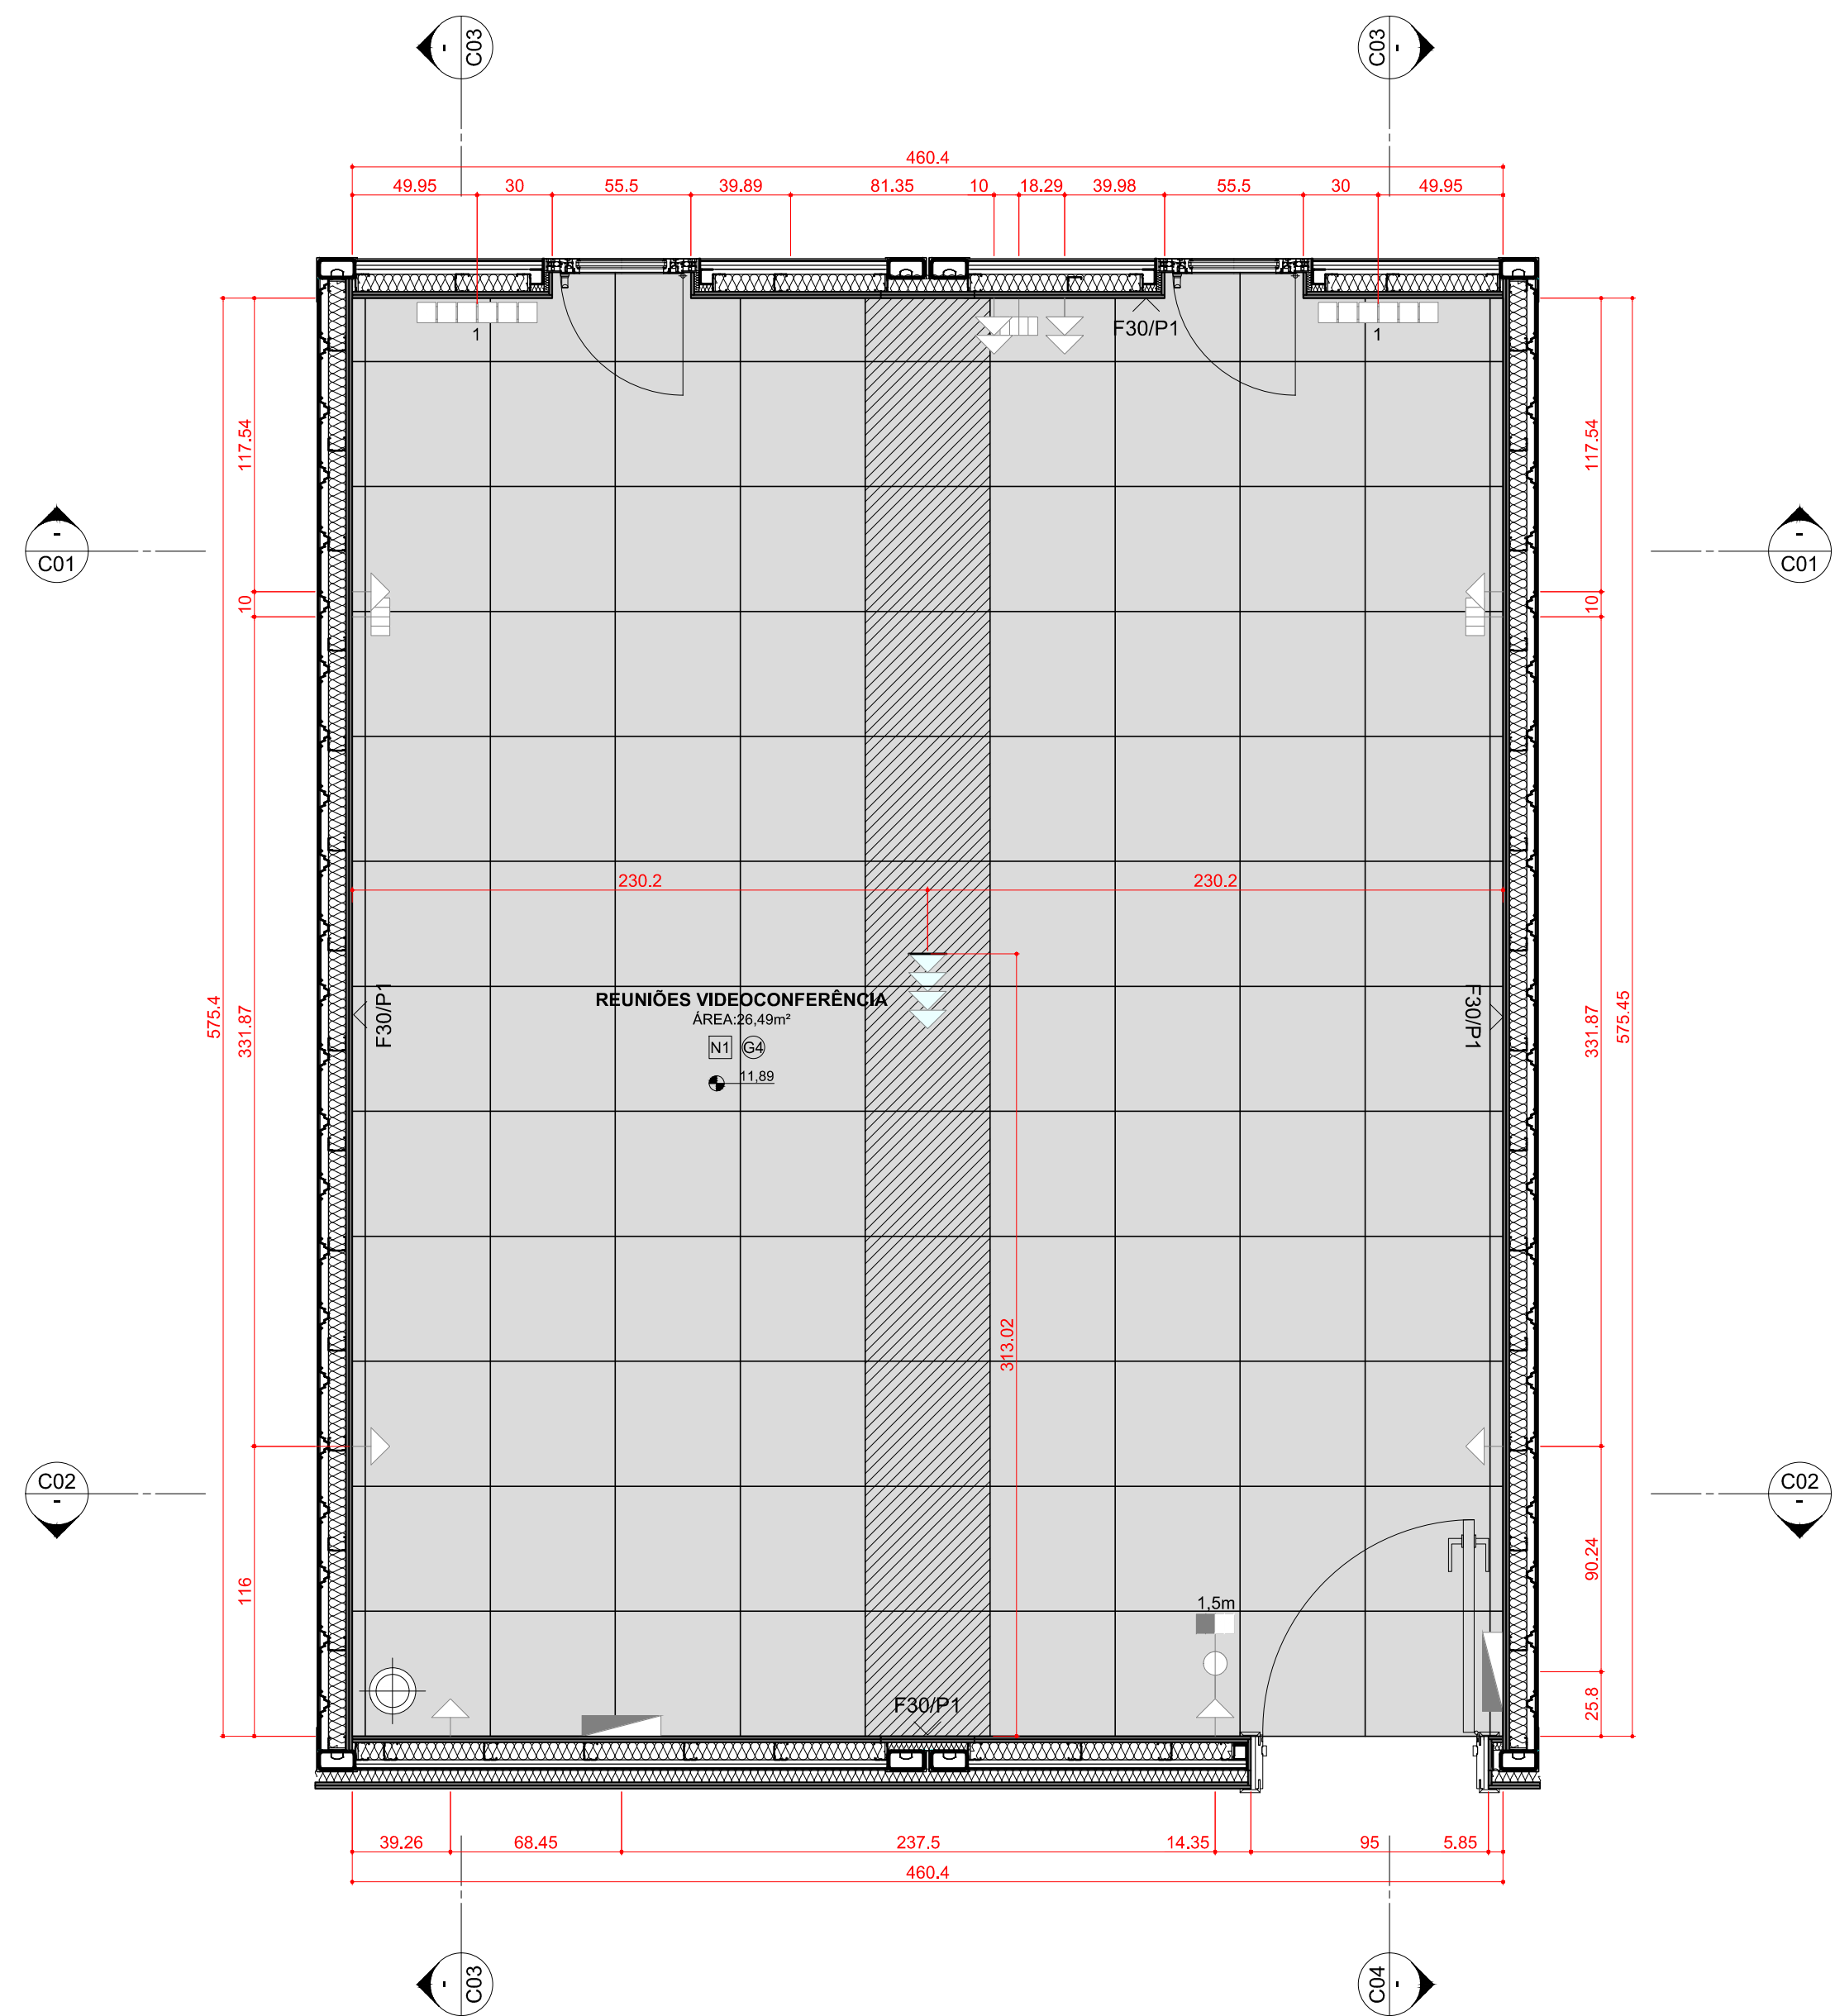 C03
C03
460.4
49.95 30 55.5 39.89 81.35 10 18.29 39.98 55.5 30 49.95
1
F30/P1
1
117.54
117.54
C01
C01
10
10
230.2
230.2
REUNIÕES VIDEOCONFERÊNCIA
ÁREA:26,49m²
N1 G4
11,89
F30/P1
F30/P1
575.4
331.87
331.87
575.45
313.02
C02
C02
116
90.24
1,5m
25.8
F30/P1
39.26 68.45 237.5 14.35 95 5.85
460.4
C03
C04